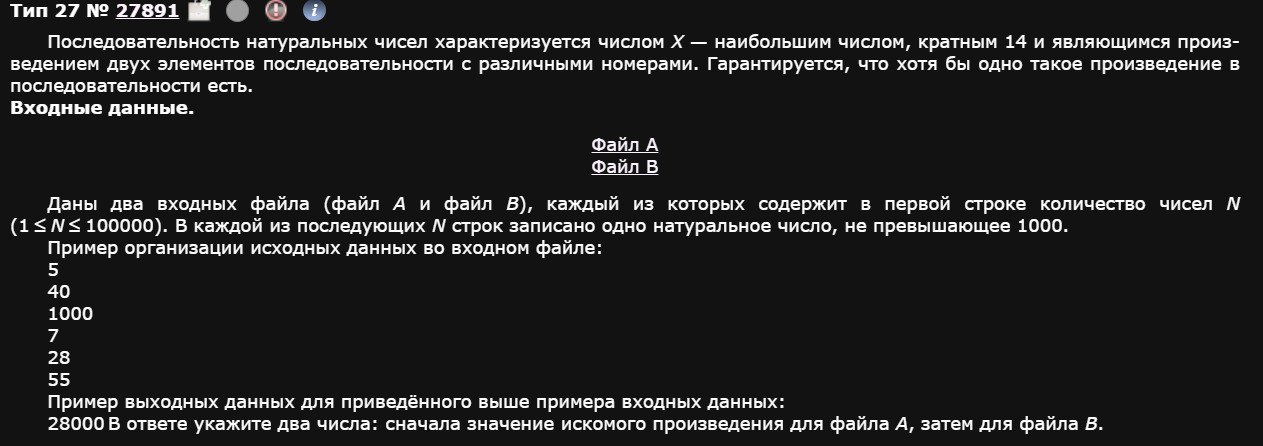 Тип 27 № 27891
Последовательность натуральных чисел характеризуется числом X — наибольшим числом, кратным 14 и являющимся произ-
ведением двух элементов последовательности с различными номерами. Гарантируется, что хотя бы одно такое произведение в
последовательности есть.
Входные данные.
Файл A
Файл B
Даны два входных файла (файл A и файл B), каждый из которых содержит в первой строке количество чисел N
(1 ≤ N ≤ 100000). В каждой из последующих N строк записано одно натуральное число, не превышающее 1000.
Пример организации исходных данных во входном файле:
5
40
1000
7
28
55
Пример выходных данных для приведённого выше примера входных данных:
28000 В ответе укажите два числа: сначала значение искомого произведения для файла A, затем для файла B.